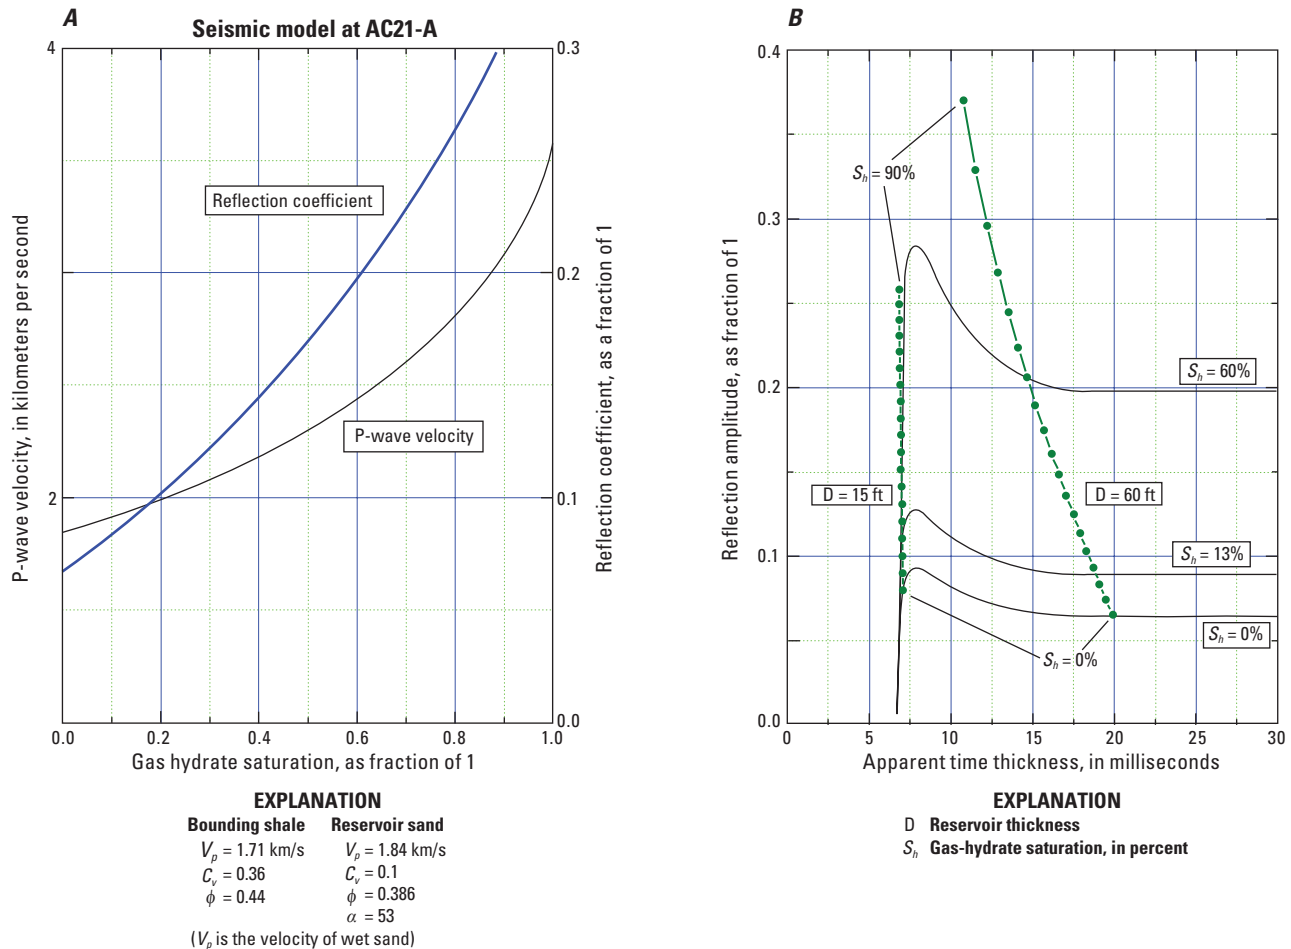 A
Seismic model at AC21-A
4
2
P-wave velocity, in kilometers per second
0.3
0.2
0.1
0.0
Reflection coefficient, as a fraction of 1
Reflection coefficient
P-wave velocity
0.0 0.2 0.4 0.6 0.8 1.0
Gas hydrate saturation, as fraction of 1
EXPLANATION
Bounding shale Reservoir sand
Vp = 1.71 km/s Vp = 1.84 km/s
Cv = 0.36 Cv = 0.1
ϕ = 0.44 ϕ = 0.386
α = 53
(Vp is the velocity of wet sand)
B
0.4
0.3
0.2
0.1
0.0
Reflection amplitude, as fraction of 1
Sh = 90%
Sh = 60%
D = 15 ft
D = 60 ft
Sh = 13%
Sh = 0%
Sh = 0%
0 5 10 15 20 25 30
Apparent time thickness, in milliseconds
EXPLANATION
D Reservoir thickness
Sh Gas-hydrate saturation, in percent